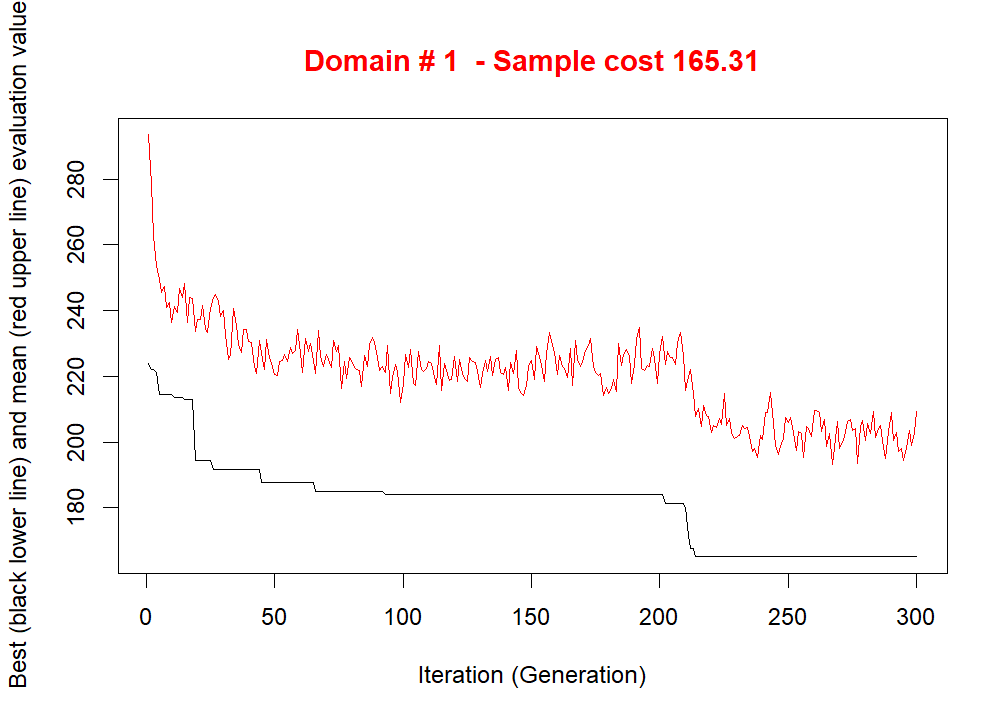 Domain # 1  - Sample cost 165.31
Best (black lower line) and mean (red upper line) evaluation value
280
260
240
220
200
180
0 50 100 150 200 250 300
Iteration (Generation)